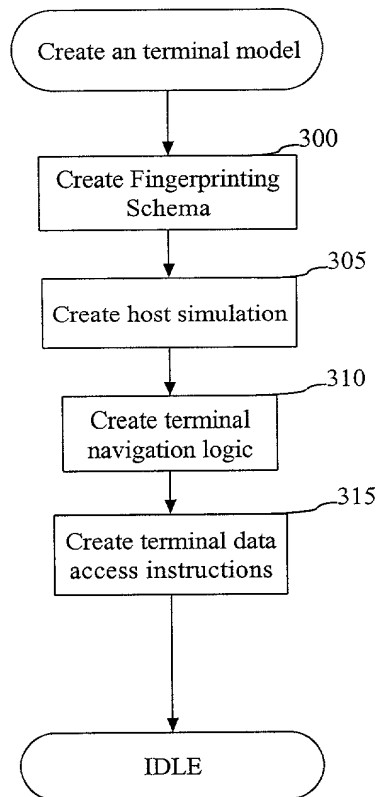 Create an terminal model
300
Create Fingerprinting
Schema
305
Create host simulation
310
Create terminal
navigation logic
315
Create terminal data
access instructions
IDLE